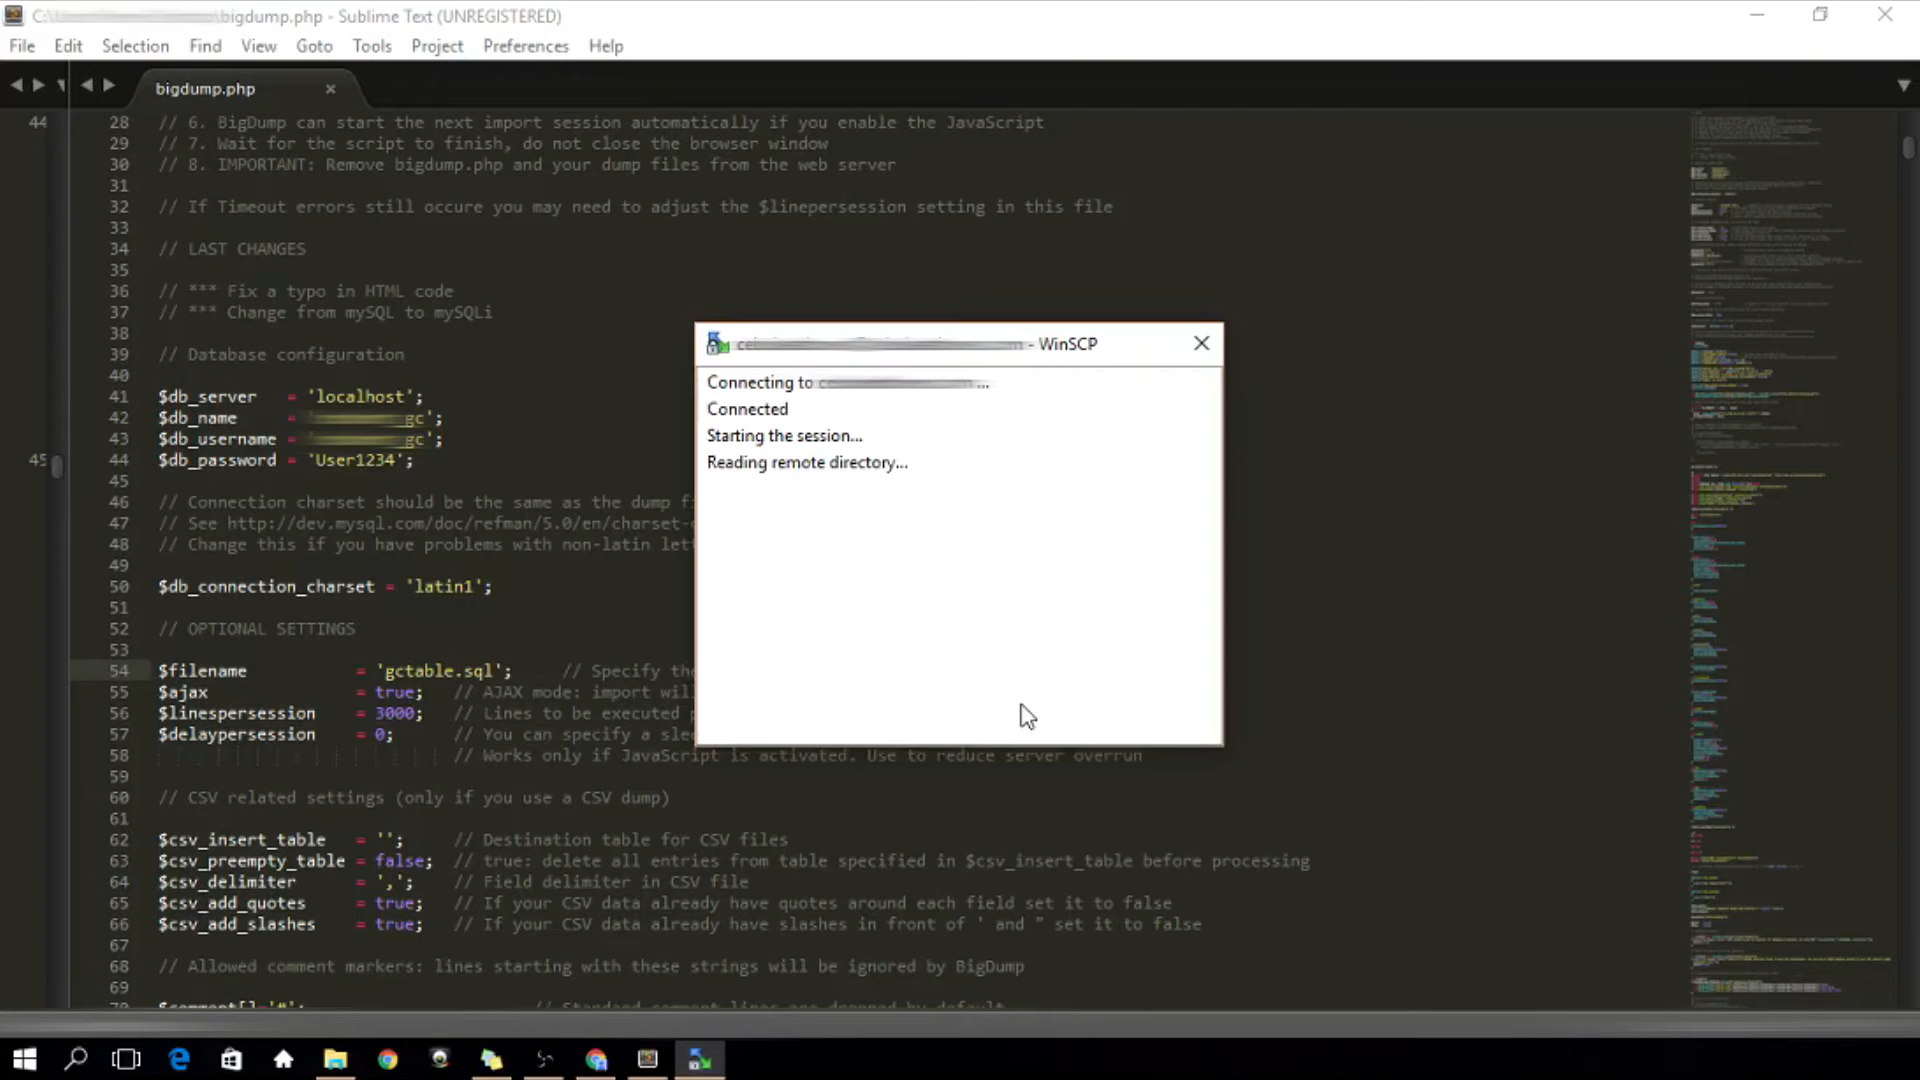 bigdump.php - Sublime Text (UNREGISTERED)
File Edit Selection Find View Goto Tools Project Preferences Help
bigdump.php
44
28 // 6. BigDump can start the next import session automatically if you enable the JavaScript
29 // 7. Wait for the script to finish, do not close the browser window
30 // 8. IMPORTANT: Remove bigdump.php and your dump files from the web server
31
32 // If Timeout errors still occure you may need to adjust the $linepersession setting in this file
33
34 // LAST CHANGES
35
36 // *** Fix a typo in HTML code
37 // *** Change from mySQL to mySQLi
38
39 // Database configuration
40
41 $db_server = 'localhost';
42 $db_name = ' gc';
43 $db_username = ' gc';
45
44 $db_password = 'User1234';
45
46 // Connection charset should be the same as the dump f
47 // See http://dev.mysql.com/doc/refman/5.0/en/charset-
48 // Change this if you have problems with non-latin let
49
50 $db_connection_charset = 'latin1';
51
52 // OPTIONAL SETTINGS
53
54 $filename = 'gctable.sql'; // Specify the
55 $ajax = true; // AJAX mode: import wil
56 $linespersession = 3000; // Lines to be executed
57 $delaypersession = 0; // You can specify a sle
58 // Works only if JavaScript is activated. Use to reduce server overrun
59
60 // CSV related settings (only if you use a CSV dump)
61
62 $csv_insert_table = ''; // Destination table for CSV files
63 $csv_preempty_table = false; // true: delete all entries from table specified in $csv_insert_table before processing
64 $csv_delimiter = ','; // Field delimiter in CSV file
65 $csv_add_quotes = true; // If your CSV data already have quotes around each field set it to false
66 $csv_add_slashes = true; // If your CSV data already have slashes in front of ' and " set it to false
67
68 // Allowed comment markers: lines starting with these strings will be ignored by BigDump
69
70 $comment[]='#'; // Standard comment lines are dropped by default
- WinSCP
Connecting to ...
Connected
Starting the session...
Reading remote directory...